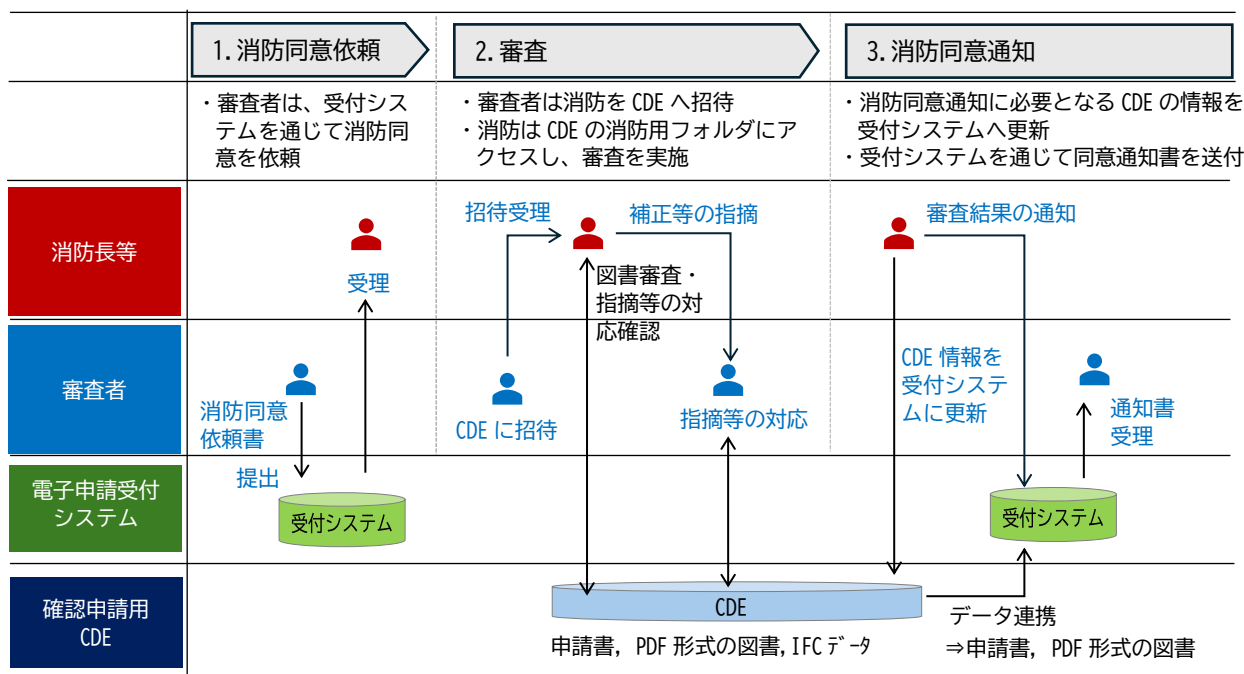 1.消防同意依頼
2.審査
3.消防同意通知
・審査者は、受付シス
テムを通じて消防同
意を依頼
・審査者は消防を CDE へ招待
・消防は CDE の消防用フォルダにア
クセスし、審査を実施
・消防同意通知に必要となる CDE の情報を
受付システムへ更新
・受付システムを通じて同意通知書を送付
消防長等
受理
招待受理
補正等の指摘
図書審査・
指摘等の対
応確認
審査結果の通知
審査者
消防同意
依頼書
提出
CDE に招待
指摘等の対応
CDE 情報を
受付システ
ムに更新
通知書
受理
電子申請受付
システム
受付システム
受付システム
確認申請用
CDE
CDE
申請書, PDF 形式の図書,IFCデータ
データ連携
⇒申請書, PDF 形式の図書